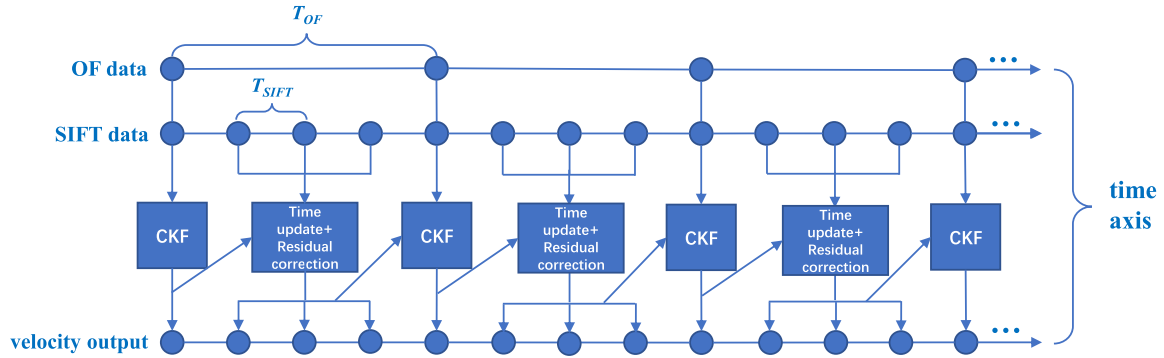 T_OF
OF data
...
T_SIFT
SIFT data
...
CKF
Time
update+
Residual
correction
CKF
Time
update+
Residual
correction
CKF
Time
update+
Residual
correction
CKF
time
axis
velocity output
...